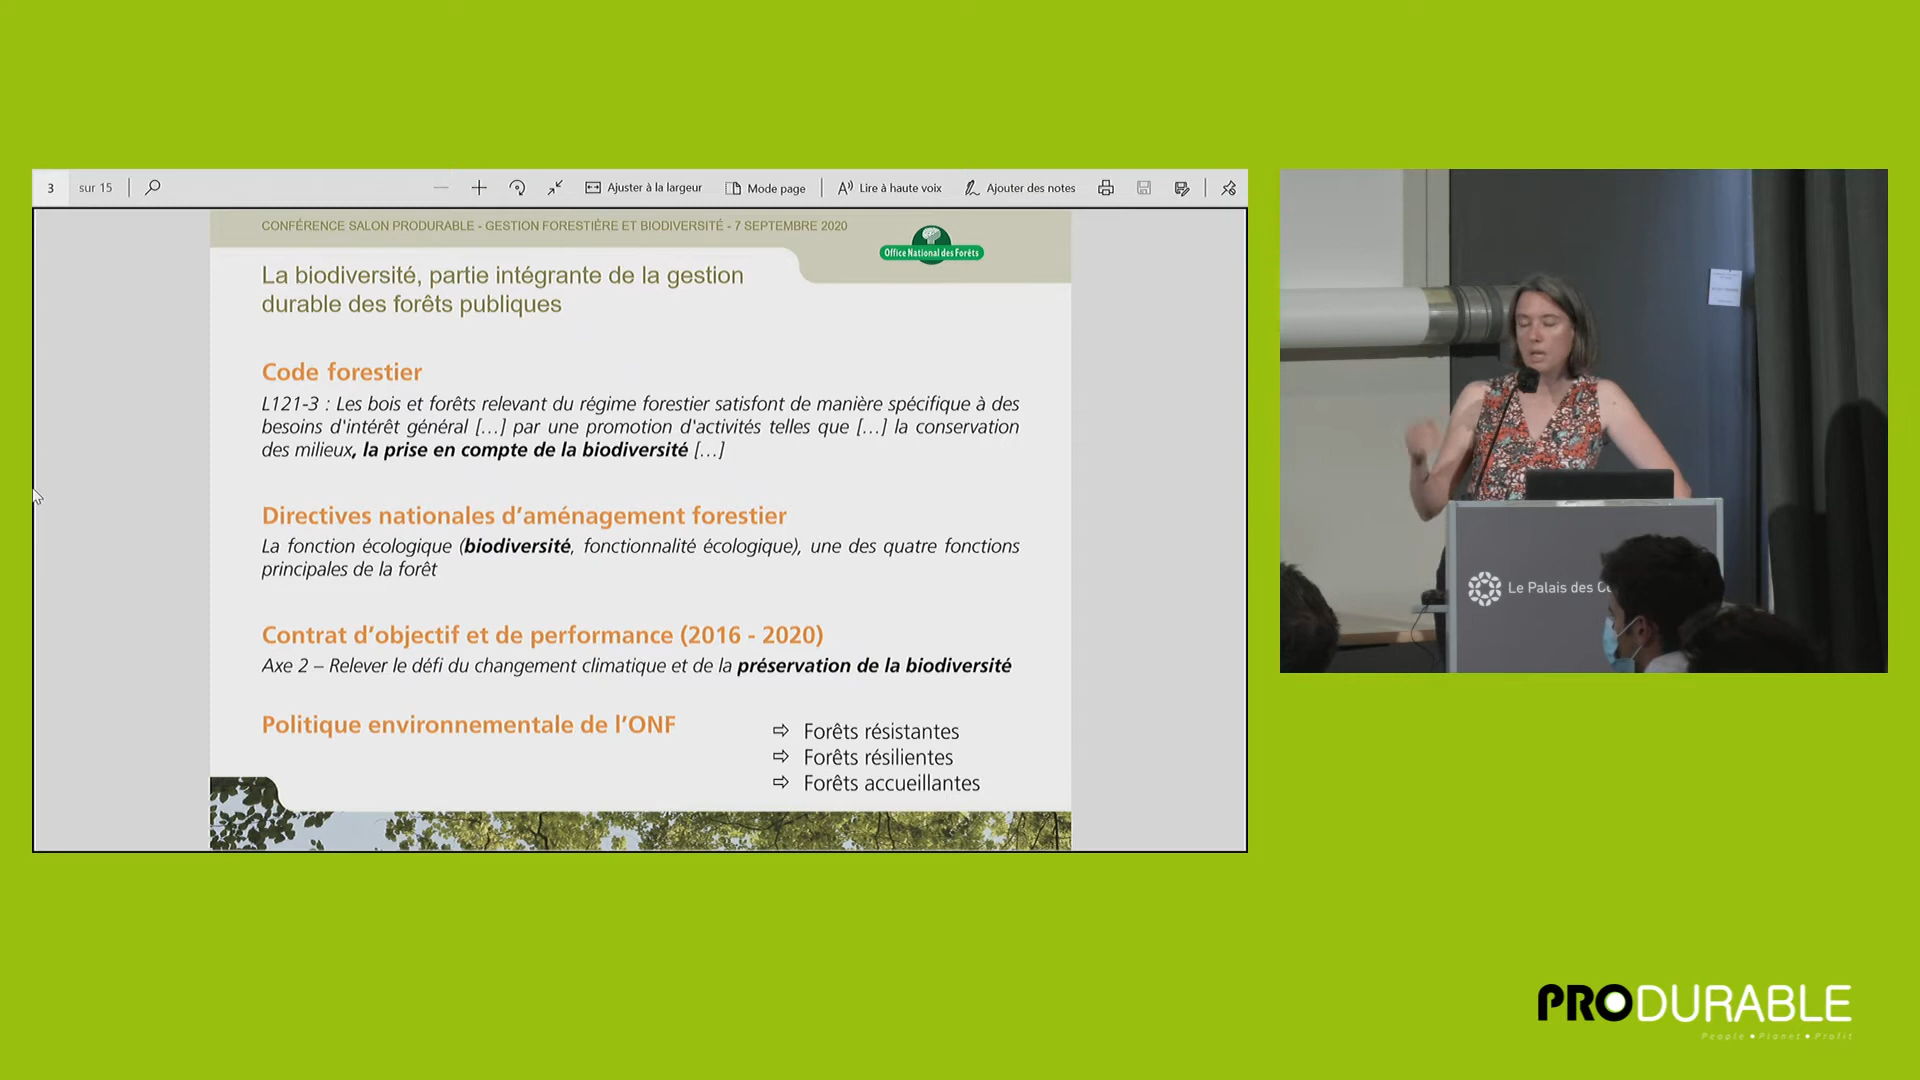 3 sur 15 Ajuster à la largeur Mode page Lire à haute voix Ajouter des notes
CONFÉRENCE SALON PRODURABLE - GESTION FORESTIÈRE ET BIODIVERSITÉ - 7 SEPTEMBRE 2020
Office National des Forêts
La biodiversité, partie intégrante de la gestion
durable des forêts publiques
Code forestier
L121-3 : Les bois et forêts relevant du régime forestier satisfont de manière spécifique à des
besoins d'intérêt général [...] par une promotion d'activités telles que [...] la conservation
des milieux, la prise en compte de la biodiversité [...]
Directives nationales d'aménagement forestier
La fonction écologique (biodiversité, fonctionnalité écologique), une des quatre fonctions
principales de la forêt
Contrat d'objectif et de performance (2016 - 2020)
Axe 2 – Relever le défi du changement climatique et de la préservation de la biodiversité
Politique environnementale de l'ONF
⇨ Forêts résistantes
⇨ Forêts résilientes
⇨ Forêts accueillantes
Le Palais des C
PRODURABLE
People • Planet • Profit